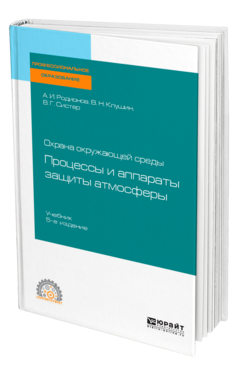 ПРОФЕССИОНАЛЬНОЕ
ОБРАЗОВАНИЕ
А. И. Родионов, В. Н. Клушин,
В. Г. Систер
Охрана окружающей среды
Процессы и аппараты
защиты атмосферы
Учебник
5-е издание
юрайт